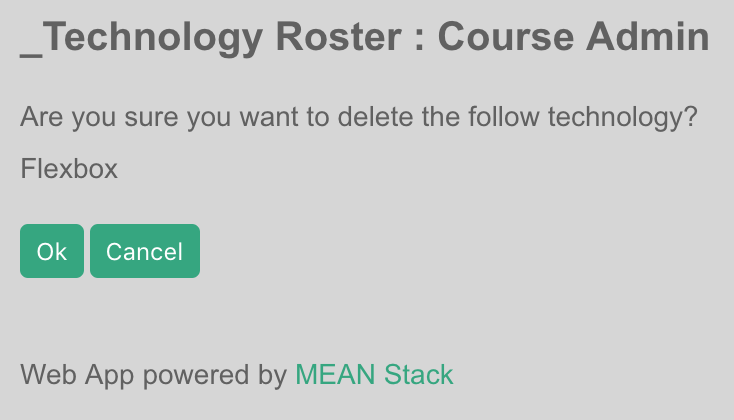 _Technology Roster : Course Admin
Are you sure you want to delete the follow technology?
Flexbox
Ok Cancel
Web App powered by MEAN Stack